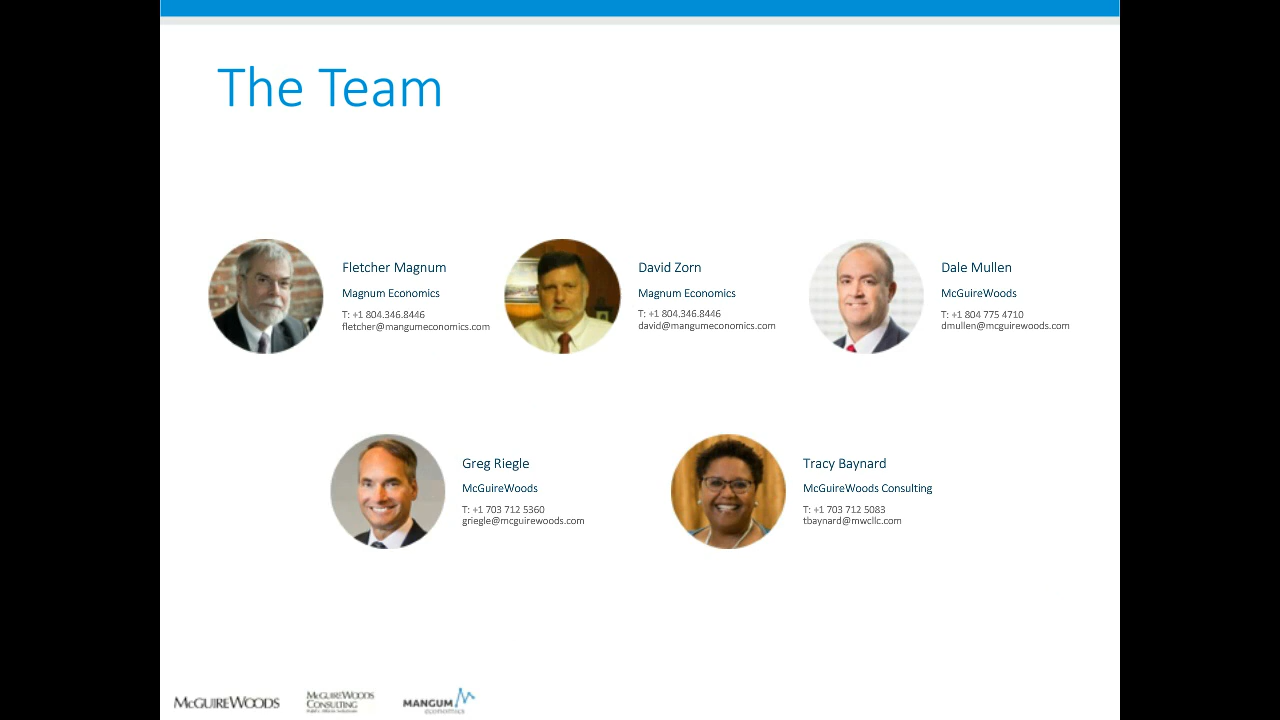 The Team
Fletcher Magnum
Magnum Economics
T: +1 804.346.8446
fletcher@mangumeconomics.com
David Zorn
Magnum Economics
T: +1 804.346.8446
david@mangumeconomics.com
Dale Mullen
McGuireWoods
T: +1 804 775 4710
dmullen@mcguirewoods.com
Greg Riegle
McGuireWoods
T: +1 703 712 5360
griegle@mcguirewoods.com
Tracy Baynard
McGuireWoods Consulting
T: +1 703 712 5083
tbaynard@mwcllc.com
McGuireWoods
McGuireWoods
Consulting
MANGUM
ECONOMICS